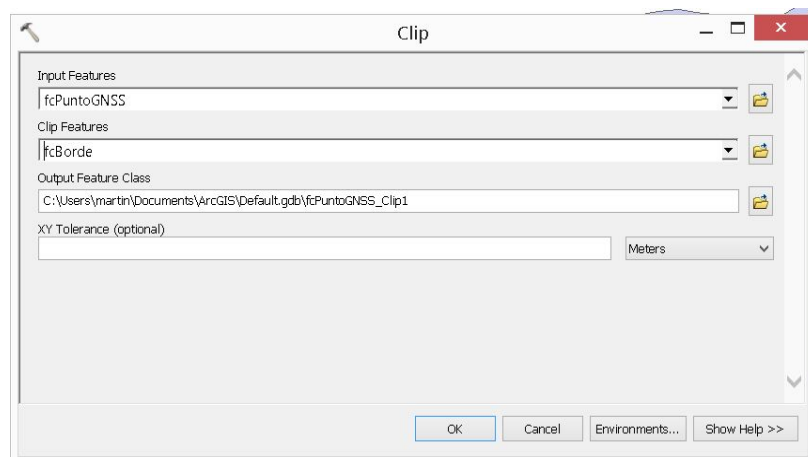 Clip
Input Features
fcPuntoGNSS
Clip Features
fcBorde
Output Feature Class
C:\Users\martin\Documents\ArcGIS\Default.gdb\fcPuntoGNSS_Clip1
XY Tolerance (optional)
Meters
OK Cancel Environments... Show Help >>